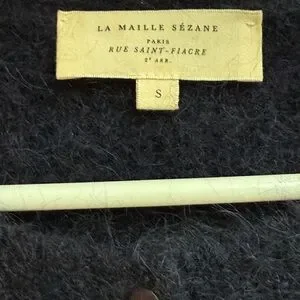 LA MAILLE SÉZANE
PARIS
RUE SAINT-FIACRE
2ᵉ ARR.
S